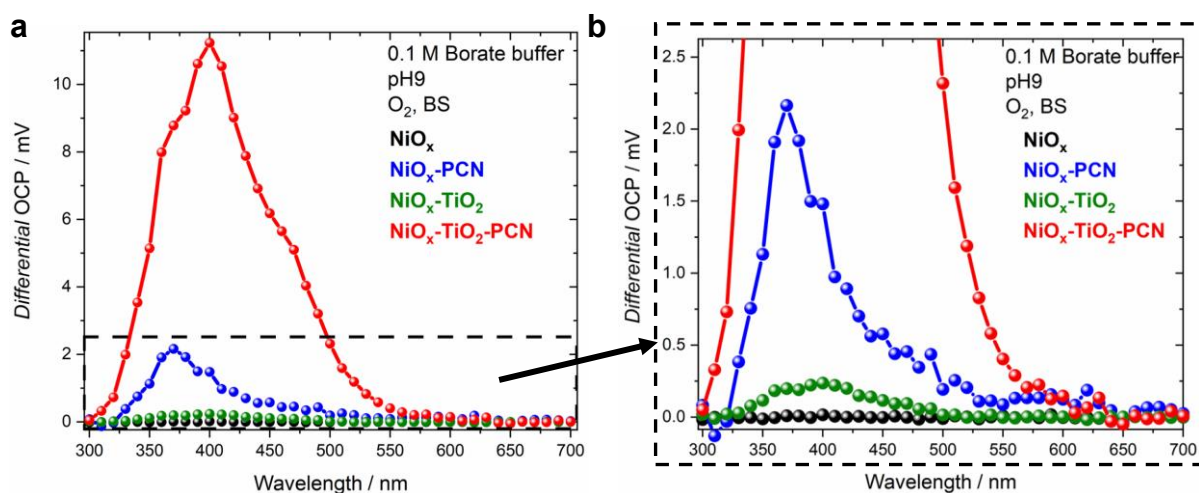 a
Differential OCP / mV
10
8
6
4
2
0
0.1 M Borate buffer
pH9
O₂, BS
NiOₓ
NiOₓ-PCN
NiOₓ-TiO₂
NiOₓ-TiO₂-PCN
300 350 400 450 500 550 600 650 700
Wavelength / nm
b
Differential OCP / mV
2.5
2.0
1.5
1.0
0.5
0.0
0.1 M Borate buffer
pH9
O₂, BS
NiOₓ
NiOₓ-PCN
NiOₓ-TiO₂
NiOₓ-TiO₂-PCN
300 350 400 450 500 550 600 650 700
Wavelength / nm